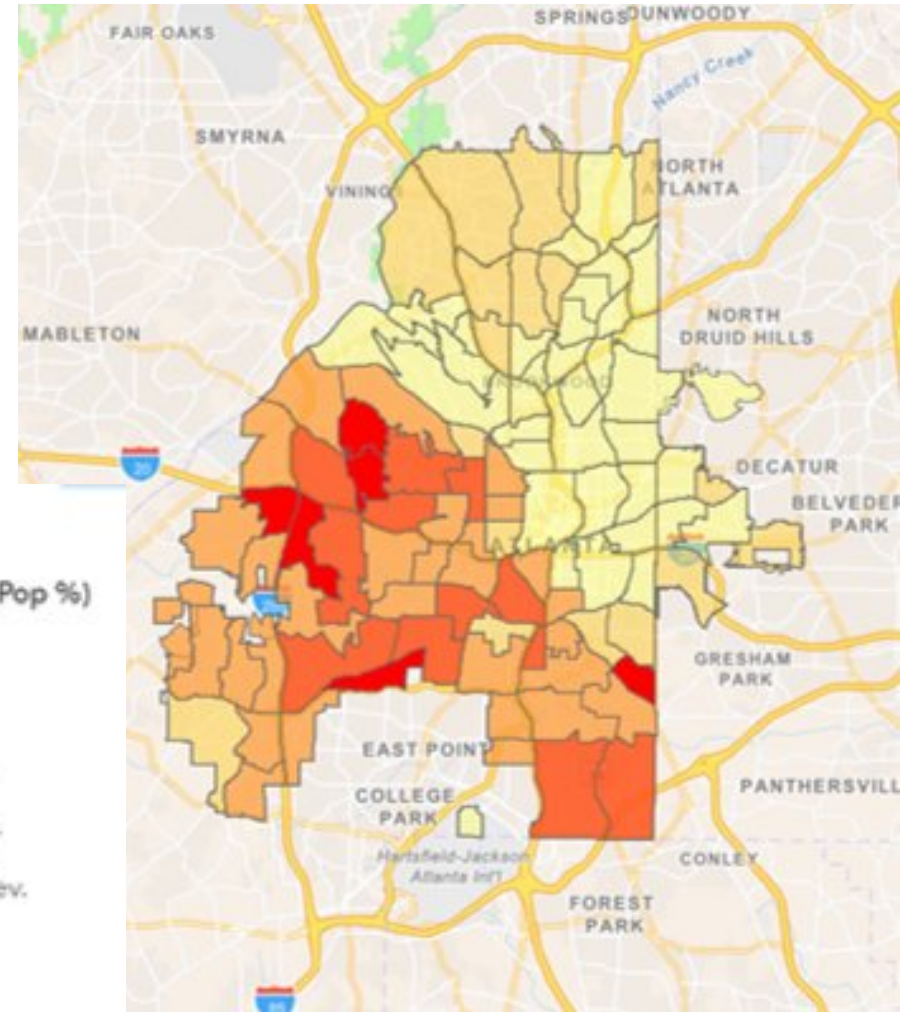 SPRINGS
DUNWOODY
FAIR OAKS
Nancy Creek
SMYRNA
NORTH
ATLANTA
VINING
NORTH
DRUID HILLS
MABLETON
20
DECATUR
BELVEDER
PARK
ATLANTA
Pop %)
GRESHAM
PARK
EAST POINT
PANTHERSVILL
COLLEGE
PARK
Hartsfield-Jackson
Atlanta Int'l
CONLEY
ev.
FOREST
PARK